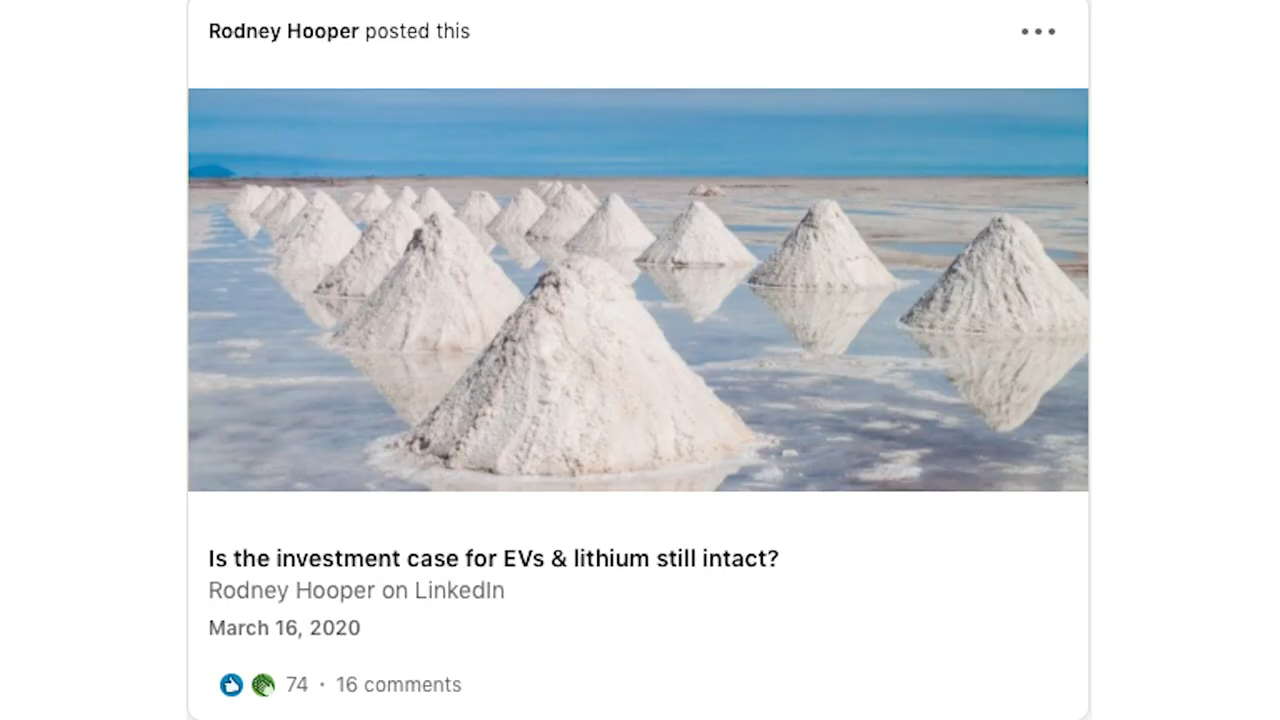 Rodney Hooper posted this
Is the investment case for EVs & lithium still intact?
Rodney Hooper on LinkedIn
March 16, 2020
74 · 16 comments